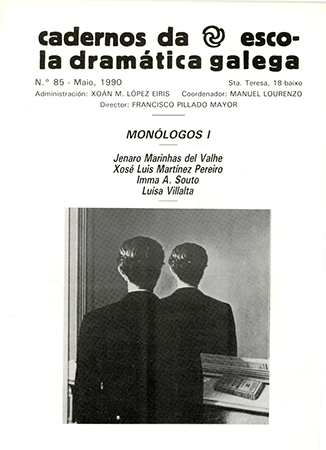 cadernos da esco-
la dramática galega
N.° 85 - Maio, 1990
Sta. Teresa, 18-baixo
Administración: XOÁN M. LÓPEZ EIRIS
Coordenador: MANUEL LOURENZO
Director: FRANCISCO PILLADO MAYOR
MONÓLOGOS I
Jenaro Marinhas del Valhe
Xosé Luis Martínez Pereiro
Imma A. Souto
Luísa Villalta